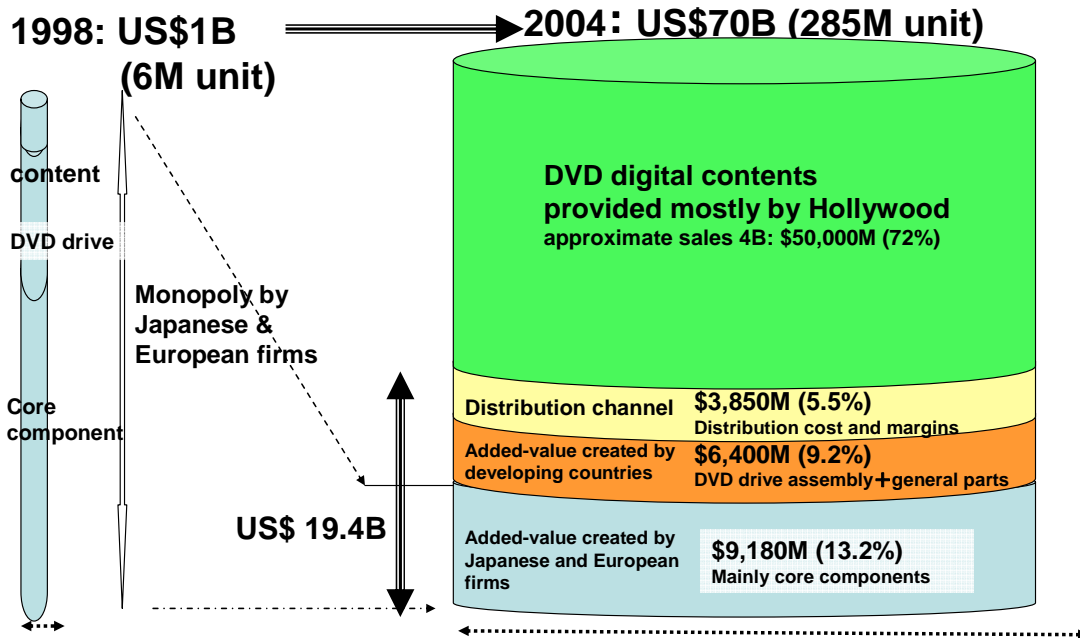 1998: US$1B
(6M unit)
2004: US$70B (285M unit)
content
DVD drive
Core
component
Monopoly by
Japanese &
European firms
US$ 19.4B
DVD digital contents
provided mostly by Hollywood
approximate sales 4B: $50,000M (72%)
Distribution channel
$3,850M (5.5%)
Distribution cost and margins
Added-value created by
developing countries
$6,400M (9.2%)
DVD drive assembly+general parts
Added-value created by
Japanese and European
firms
$9,180M (13.2%)
Mainly core components